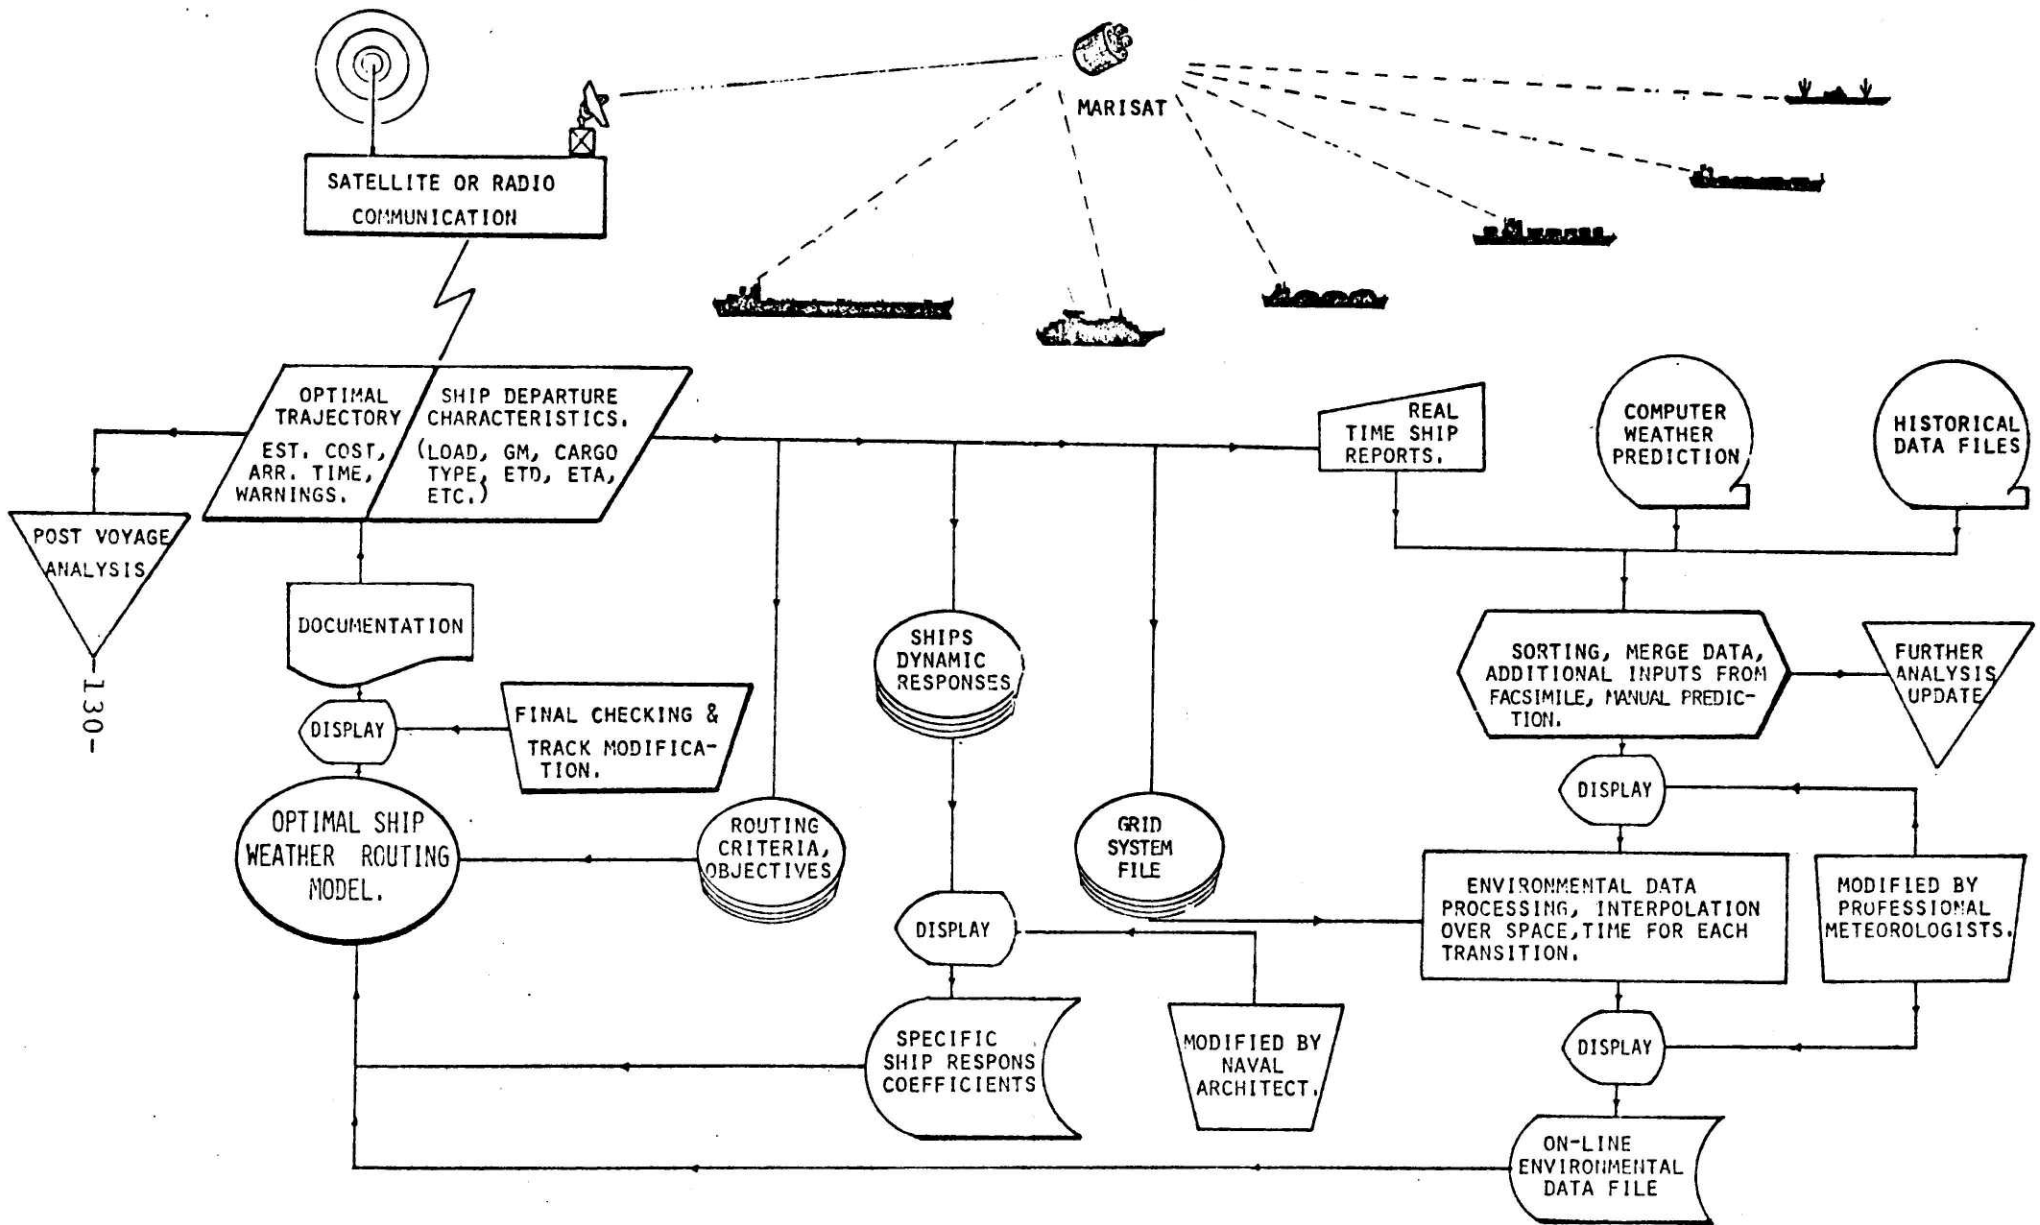 MARISAT
SATELLITE OR RADIO
COMMUNICATION
OPTIMAL
TRAJECTORY
EST. COST,
ARR. TIME,
WARNINGS.
SHIP DEPARTURE
CHARACTERISTICS.
(LOAD, GM, CARGO
TYPE, ETD, ETA,
ETC.)
REAL
TIME SHIP
REPORTS.
COMPUTER
WEATHER
PREDICTION
HISTORICAL
DATA FILES
POST VOYAGE
ANALYSIS
DOCUMENTATION
SHIPS
DYNAMIC
RESPONSES
SORTING, MERGE DATA,
ADDITIONAL INPUTS FROM
FACSIMILE, MANUAL PREDIC-
TION.
FURTHER
ANALYSIS
UPDATE
-130-
DISPLAY
FINAL CHECKING &
TRACK MODIFICA-
TION.
DISPLAY
OPTIMAL SHIP
WEATHER ROUTING
MODEL.
ROUTING
CRITERIA,
OBJECTIVES
GRID
SYSTEM
FILE
ENVIRONMENTAL DATA
PROCESSING, INTERPOLATION
OVER SPACE,TIME FOR EACH
TRANSITION.
MODIFIED BY
PROFESSIONAL
METEOROLOGISTS.
DISPLAY
SPECIFIC
SHIP RESPONS
COEFFICIENTS
MODIFIED BY
NAVAL
ARCHITECT.
DISPLAY
ON-LINE
ENVIRONMENTAL
DATA FILE